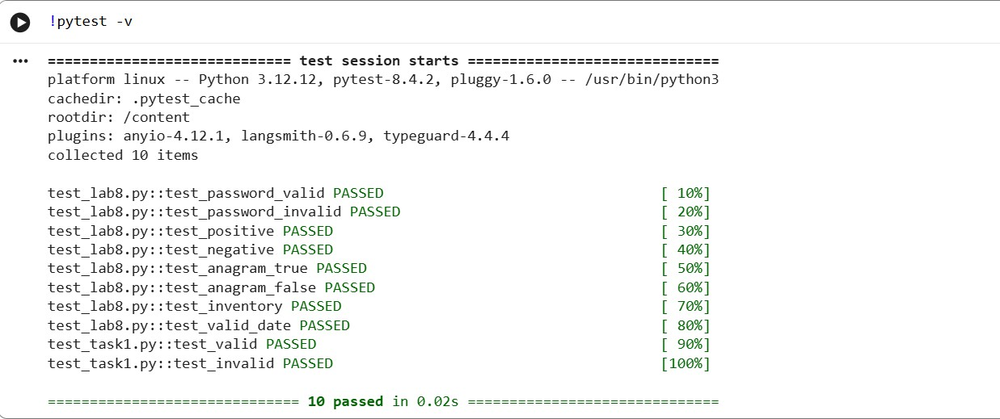 !pytest -v
============================= test session starts ==============================
platform linux -- Python 3.12.12, pytest-8.4.2, pluggy-1.6.0 -- /usr/bin/python3
cachedir: .pytest_cache
rootdir: /content
plugins: anyio-4.12.1, langsmith-0.6.9, typeguard-4.4.4
collected 10 items
test_lab8.py::test_password_valid PASSED [ 10%]
test_lab8.py::test_password_invalid PASSED [ 20%]
test_lab8.py::test_positive PASSED [ 30%]
test_lab8.py::test_negative PASSED [ 40%]
test_lab8.py::test_anagram_true PASSED [ 50%]
test_lab8.py::test_anagram_false PASSED [ 60%]
test_lab8.py::test_inventory PASSED [ 70%]
test_lab8.py::test_valid_date PASSED [ 80%]
test_task1.py::test_valid PASSED [ 90%]
test_task1.py::test_invalid PASSED [100%]
============================== 10 passed in 0.02s ==============================